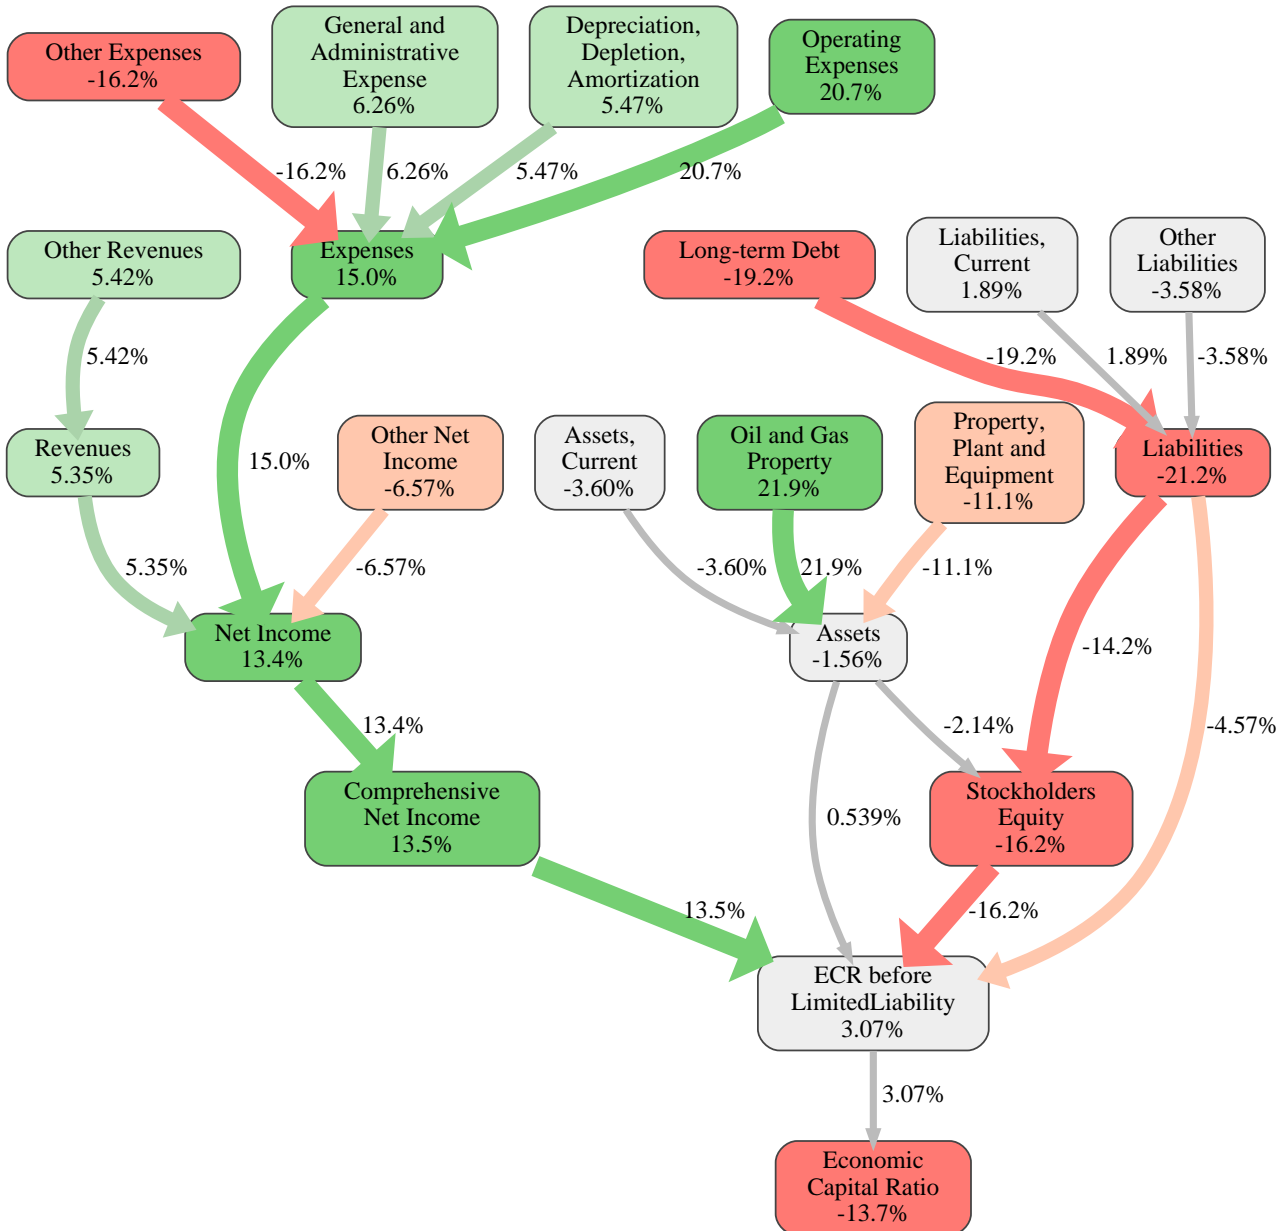 Other Expenses
-16.2%
General and
Administrative
Expense
6.26%
Depreciation,
Depletion,
Amortization
5.47%
Operating
Expenses
20.7%
-16.2%
6.26%
5.47%
20.7%
Other Revenues
5.42%
Expenses
15.0%
Long-term Debt
-19.2%
Liabilities,
Current
1.89%
Other
Liabilities
-3.58%
5.42%
-19.2%
1.89%
-3.58%
Revenues
5.35%
15.0%
Other Net
Income
-6.57%
Assets,
Current
-3.60%
Oil and Gas
Property
21.9%
Property,
Plant and
Equipment
-11.1%
Liabilities
-21.2%
5.35%
-6.57%
-3.60%
21.9%
-11.1%
Net Income
13.4%
Assets
-1.56%
-14.2%
13.4%
-2.14%
-4.57%
Comprehensive
Net Income
13.5%
0.539%
Stockholders
Equity
-16.2%
13.5%
-16.2%
ECR before
LimitedLiability
3.07%
3.07%
Economic
Capital Ratio
-13.7%